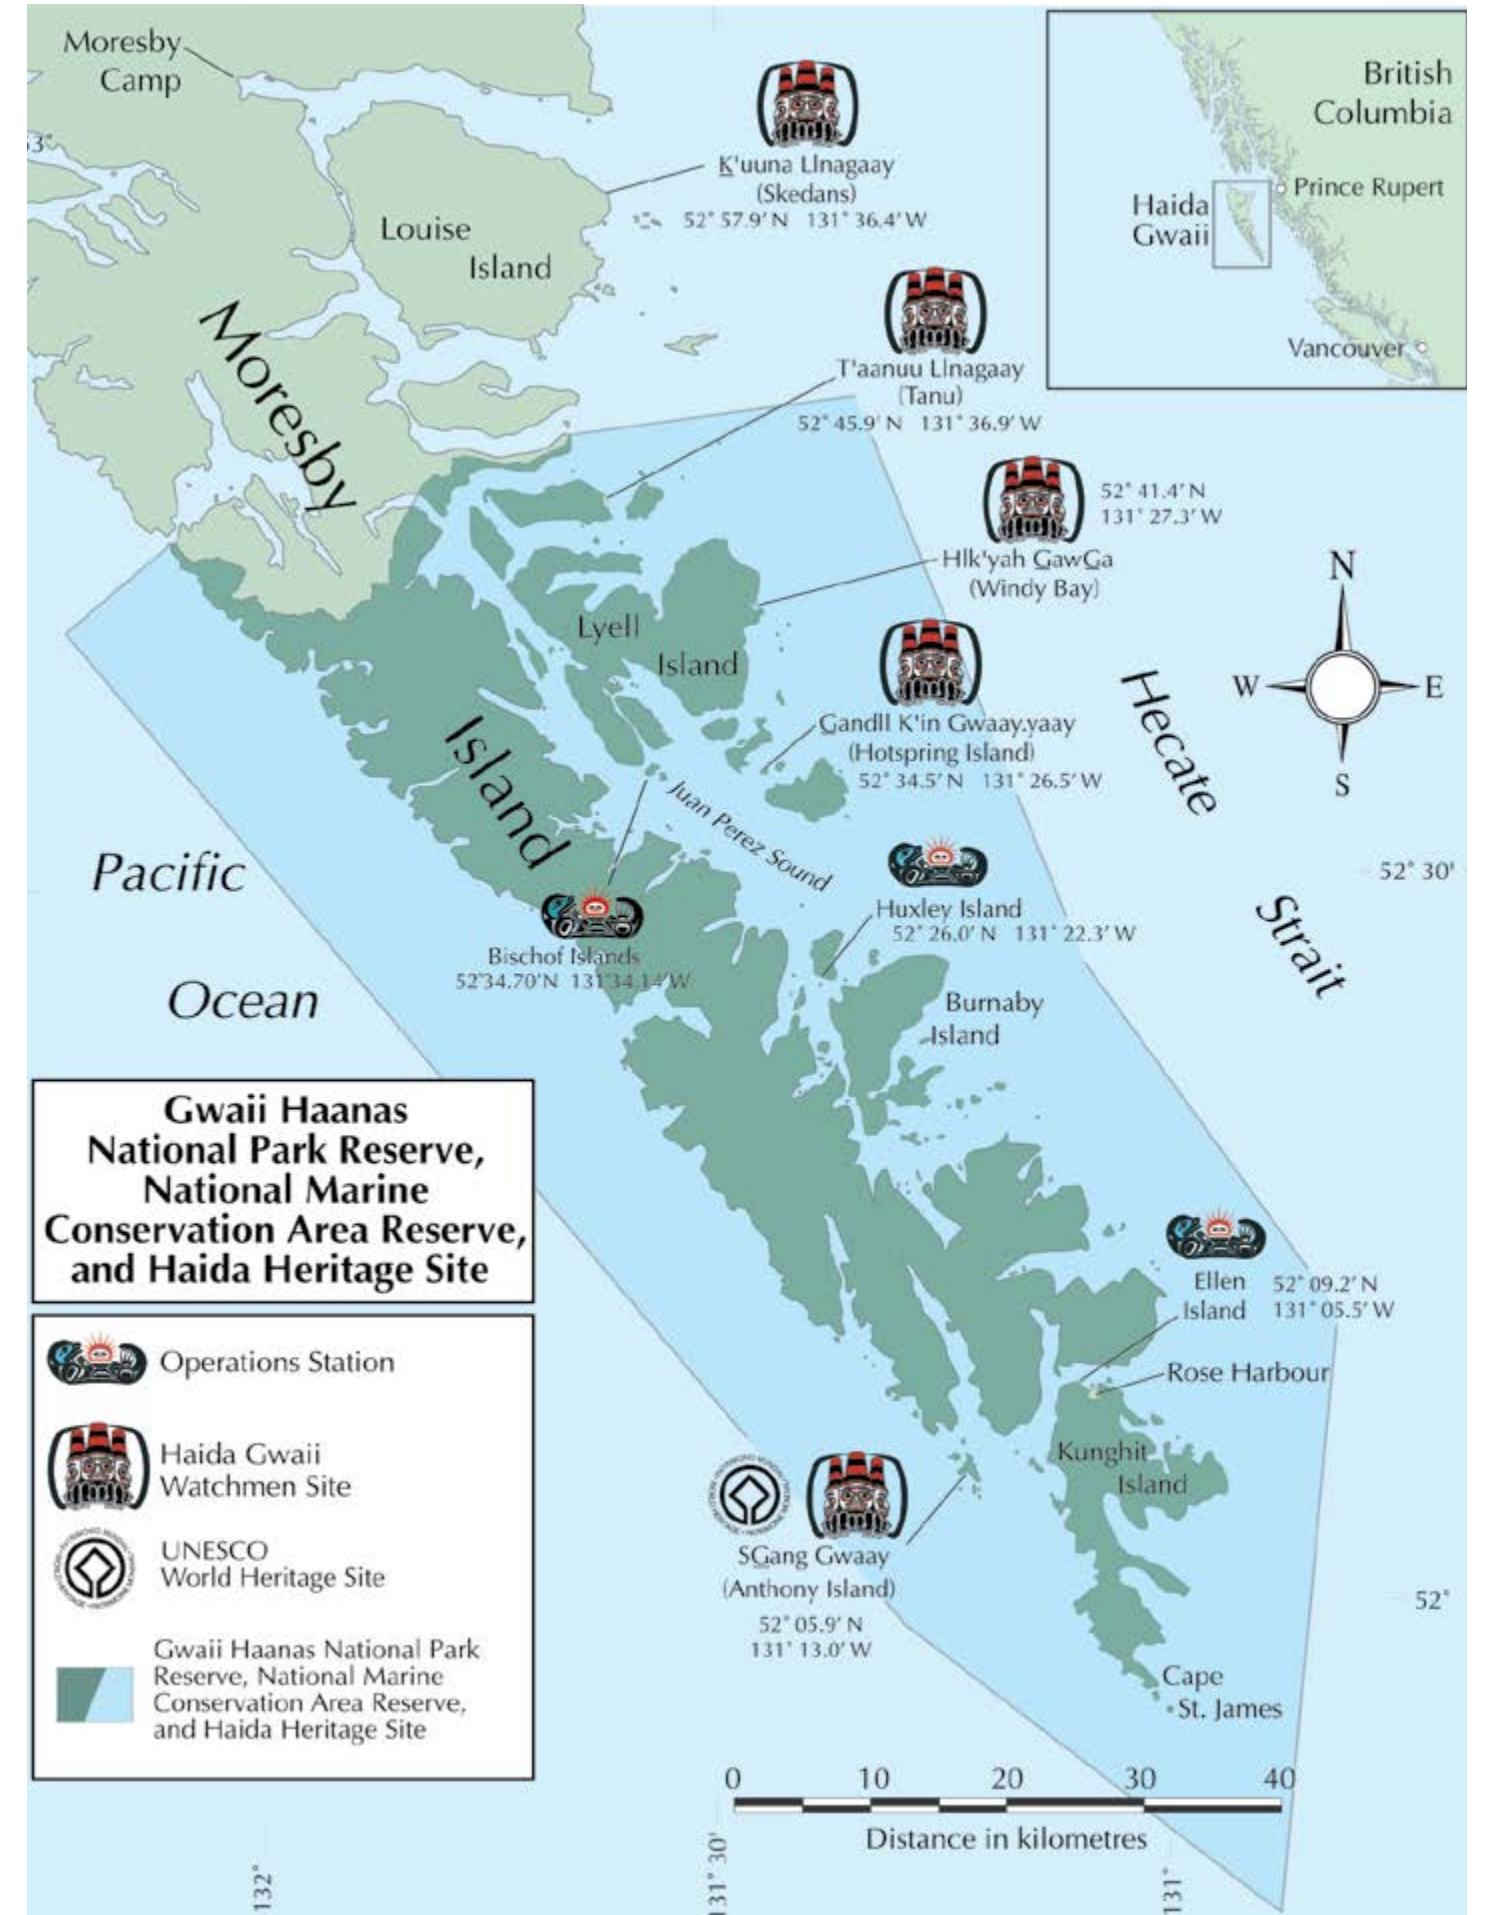 Moresby
Camp
53°
K'uuna Llnagaay
(Skedans)
52° 57.9' N 131° 36.4' W
Louise
Island
British
Columbia
Prince Rupert
Haida
Gwaii
Vancouver
T'aanuu Llnagaay
(Tanu)
52° 45.9' N 131° 36.9' W
Moresby
Island
52° 41.4' N
131° 27.3' W
Hlk'yah GawGa
(Windy Bay)
Lyell
Island
Gandll K'in Gwaay.yaay
(Hotspring Island)
52° 34.5' N 131° 26.5' W
N
W
E
S
Hecate
Strait
Juan Perez Sound
Pacific
Ocean
52° 30'
Huxley Island
52° 26.0' N 131° 22.3' W
Bischof Islands
52°34.70'N 131°34.14'W
Burnaby
Island
Gwaii Haanas
National Park Reserve,
National Marine
Conservation Area Reserve,
and Haida Heritage Site
Ellen
Island
52° 09.2' N
131° 05.5' W
Rose Harbour
Operations Station
Haida Gwaii
Watchmen Site
UNESCO
World Heritage Site
Gwaii Haanas National Park
Reserve, National Marine
Conservation Area Reserve,
and Haida Heritage Site
Kunghit
Island
SGang Gwaay
(Anthony Island)
52° 05.9' N
131° 13.0' W
52°
Cape
St. James
0 10 20 30 40
Distance in kilometres
132°
131° 30'
131°